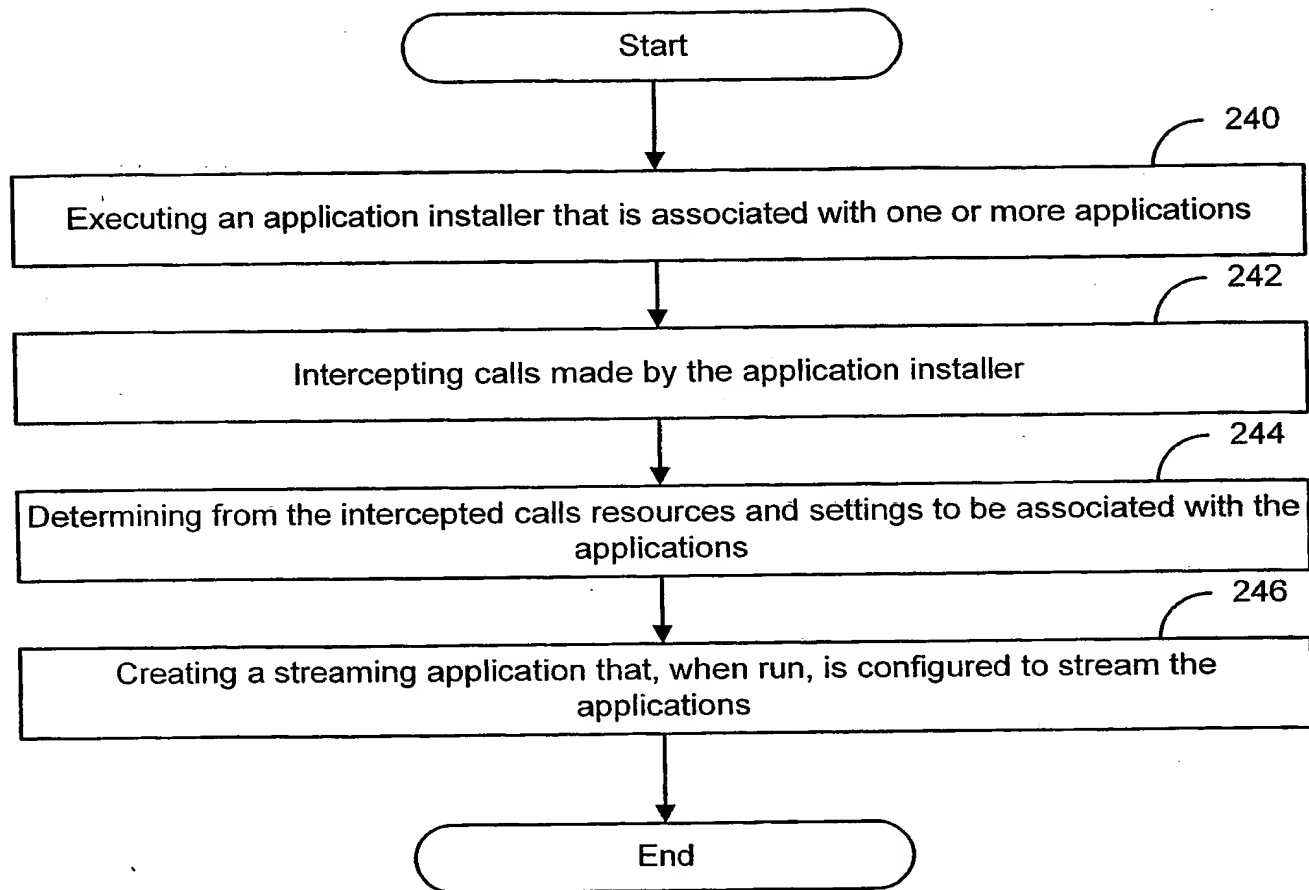 Start
240
Executing an application installer that is associated with one or more applications
242
Intercepting calls made by the application installer
244
Determining from the intercepted calls resources and settings to be associated with the
applications
246
Creating a streaming application that, when run, is configured to stream the
applications
End